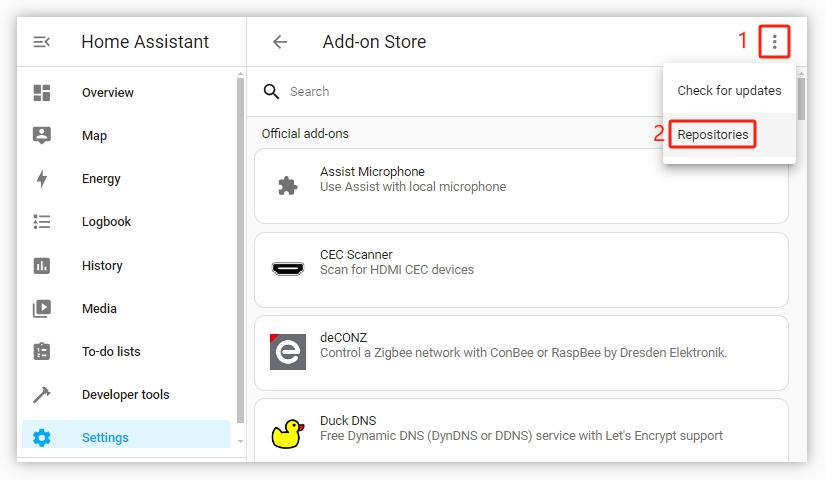 Home Assistant
Overview
Map
Energy
Logbook
History
Media
To-do lists
Developer tools
Settings
Add-on Store
1
Check for updates
2 Repositories
Search
Official add-ons
Assist Microphone
Use Assist with local microphone
CEC Scanner
Scan for HDMI CEC devices
deCONZ
Control a Zigbee network with ConBee or RaspBee by Dresden Elektronik.
Duck DNS
Free Dynamic DNS (DynDNS or DDNS) service with Let's Encrypt support